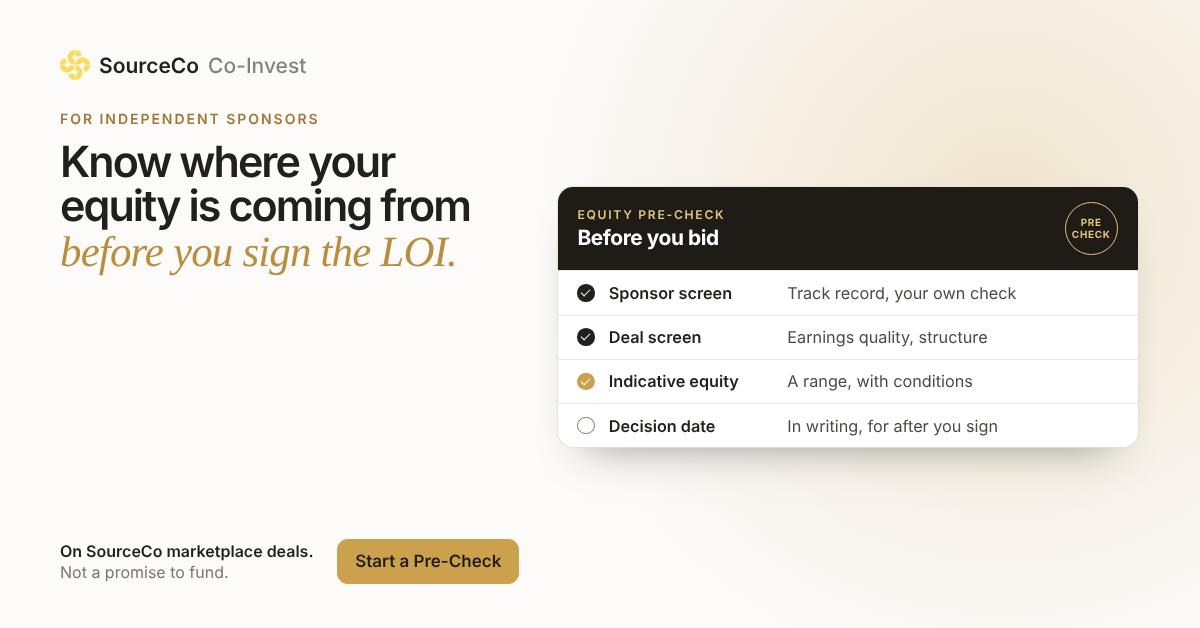 SourceCo Co-Invest
FOR INDEPENDENT SPONSORS
Know where your
equity is coming from
before you sign the LOI.
EQUITY PRE-CHECK
Before you bid
PRE
CHECK
Sponsor screen Track record, your own check
Deal screen Earnings quality, structure
Indicative equity A range, with conditions
Decision date In writing, for after you sign
On SourceCo marketplace deals.
Not a promise to fund.
Start a Pre-Check